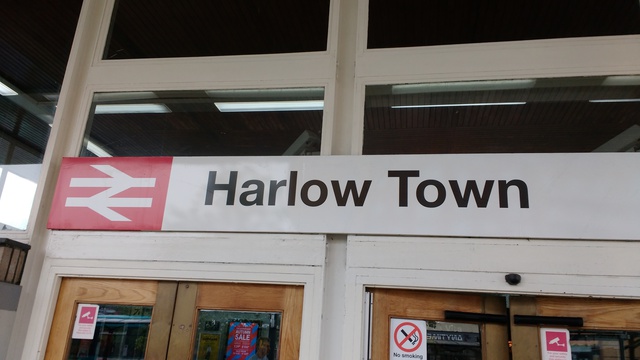 Harlow Town
SALE
No smoking